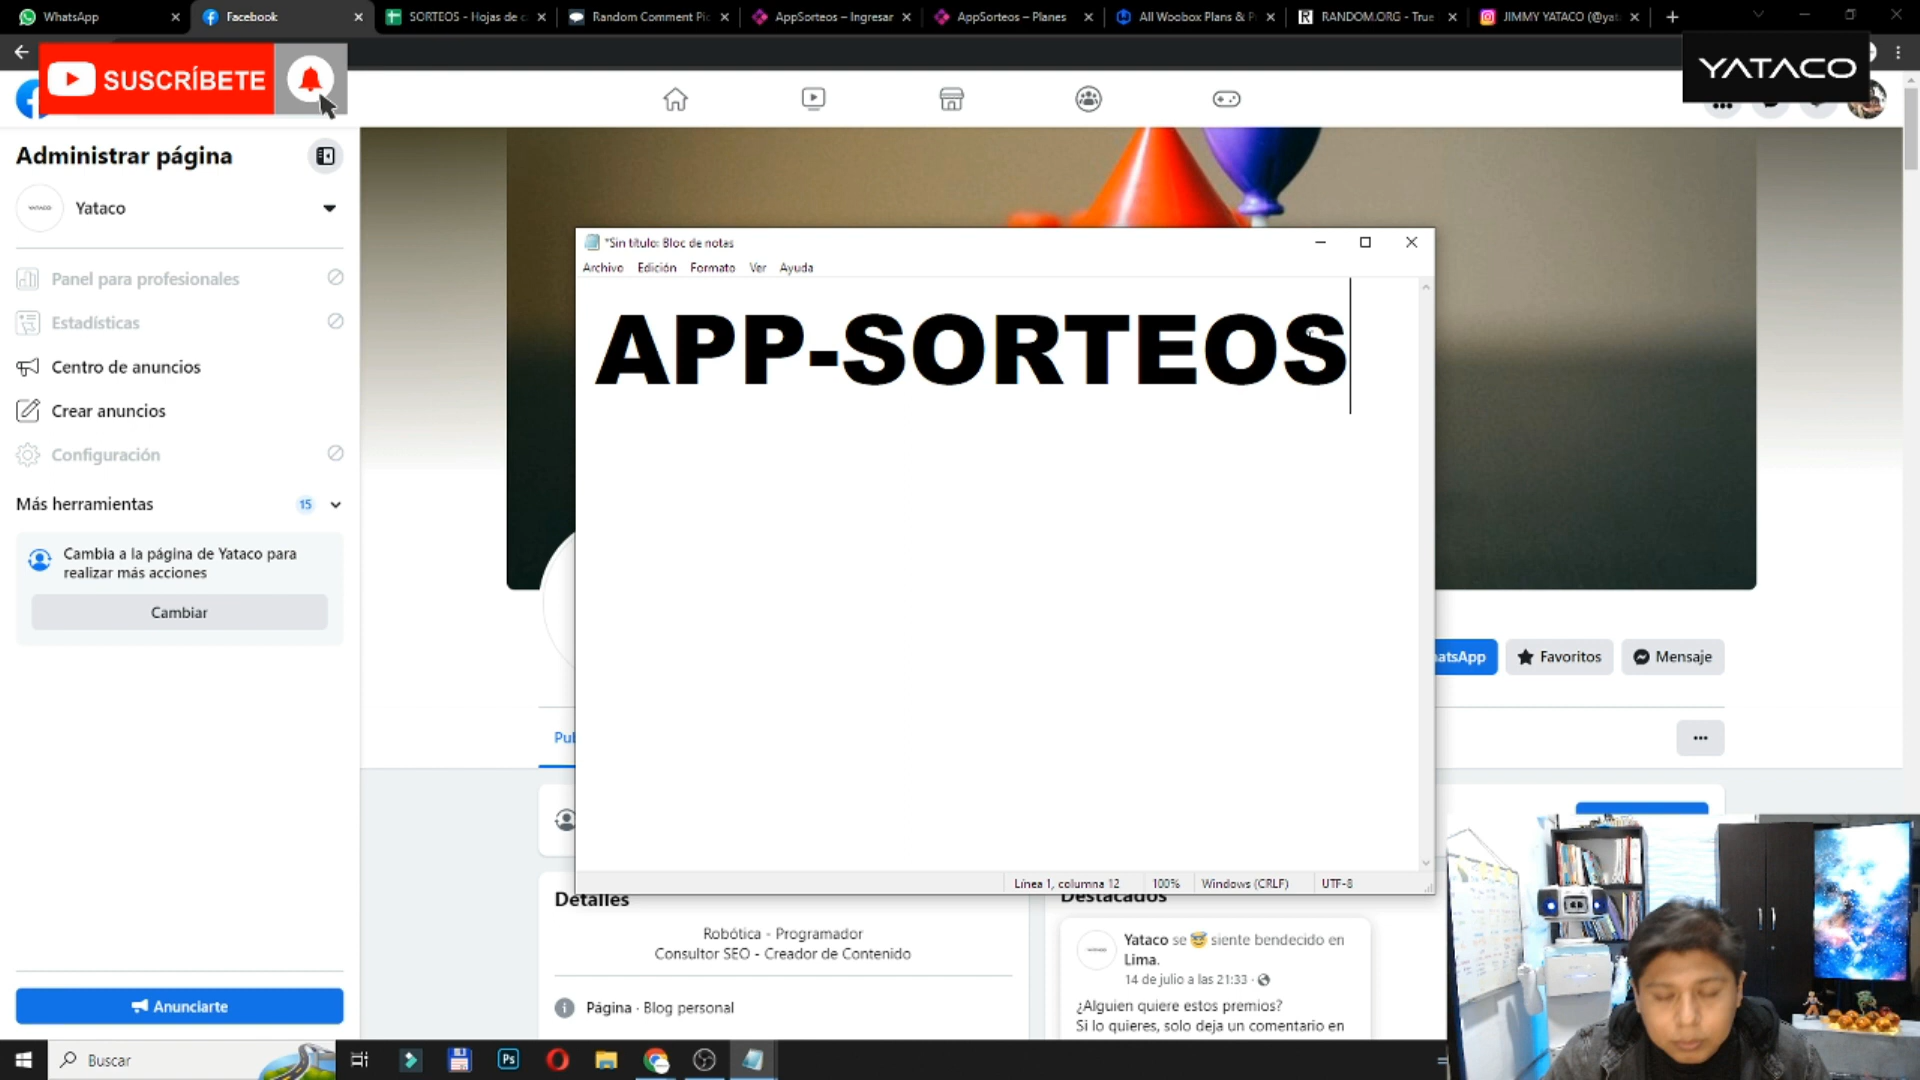 WhatsApp
Facebook
SORTEOS - Hojas de c
Random Comment Pic
AppSorteos – Ingresar
AppSorteos – Planes
All Woobox Plans & P
RANDOM.ORG - True
JIMMY YATACO (@yat
SUSCRÍBETE
YATACO
Administrar página
Yataco
Panel para profesionales
Estadísticas
Centro de anuncios
Crear anuncios
Configuración
Más herramientas
15
Cambia a la página de Yataco para
realizar más acciones
Cambiar
Anunciarte
*Sin título: Bloc de notas
Archivo Edición Formato Ver Ayuda
APP-SORTEOS
Línea 1, columna 12
100%
Windows (CRLF)
UTF-8
hatsApp
Favoritos
Mensaje
Pub
Detalles
Robótica - Programador
Consultor SEO - Creador de Contenido
Página · Blog personal
Destacados
Yataco se siente bendecido en
Lima.
14 de julio a las 21:33 ·
¿Alguien quiere estos premios?
Si lo quieres, solo deja un comentario en
Buscar
Ps